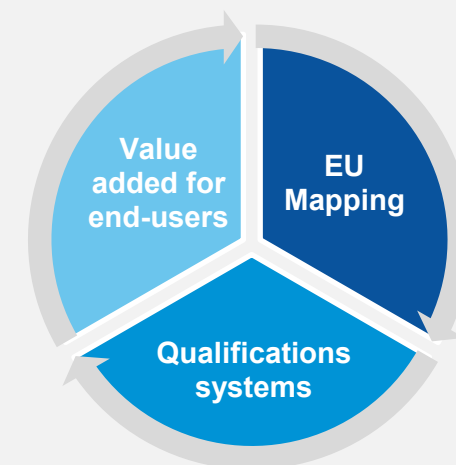 Value
added for
end-users
EU
Mapping
Qualifications
systems